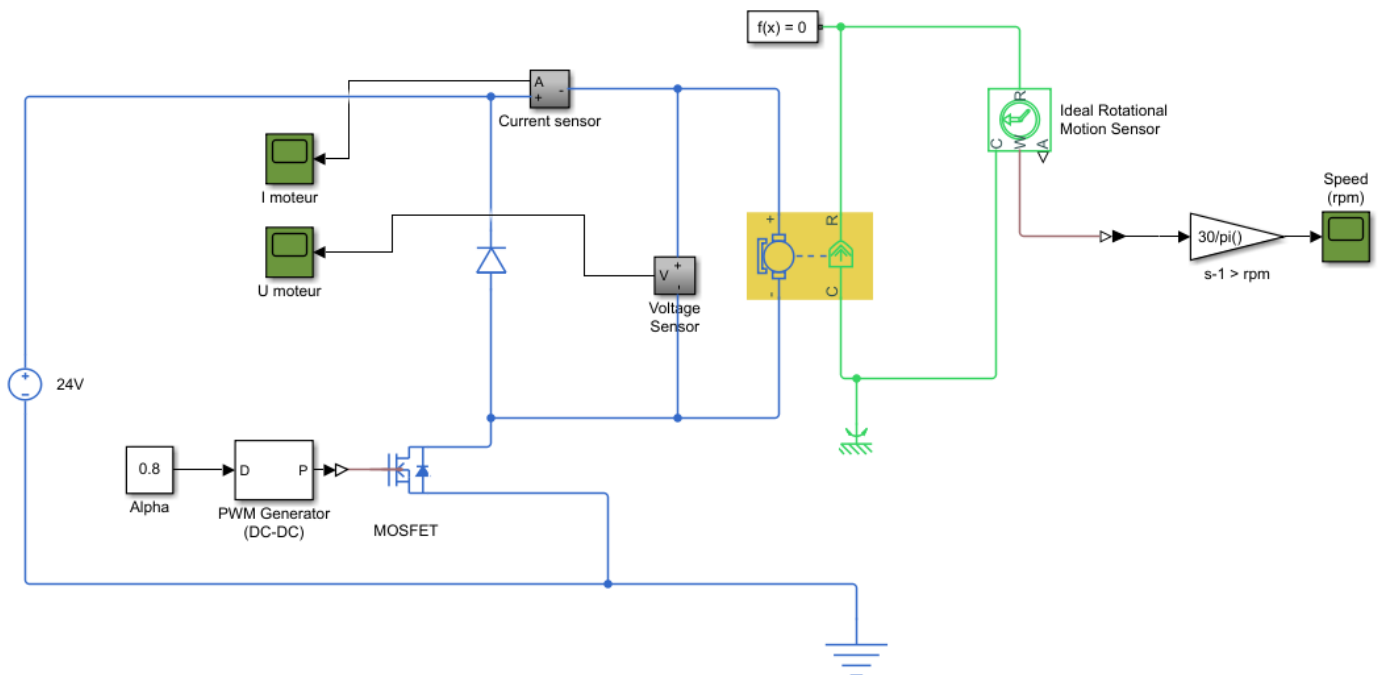 f(x) = 0
R
C
W
A
Ideal Rotational
Motion Sensor
A
+
-
Current sensor
I moteur
U moteur
V
+
-
Voltage
Sensor
+
-
R
C
30/pi()
s-1 > rpm
Speed
(rpm)
+
−
24V
0.8
Alpha
D
P
PWM Generator
(DC-DC)
MOSFET